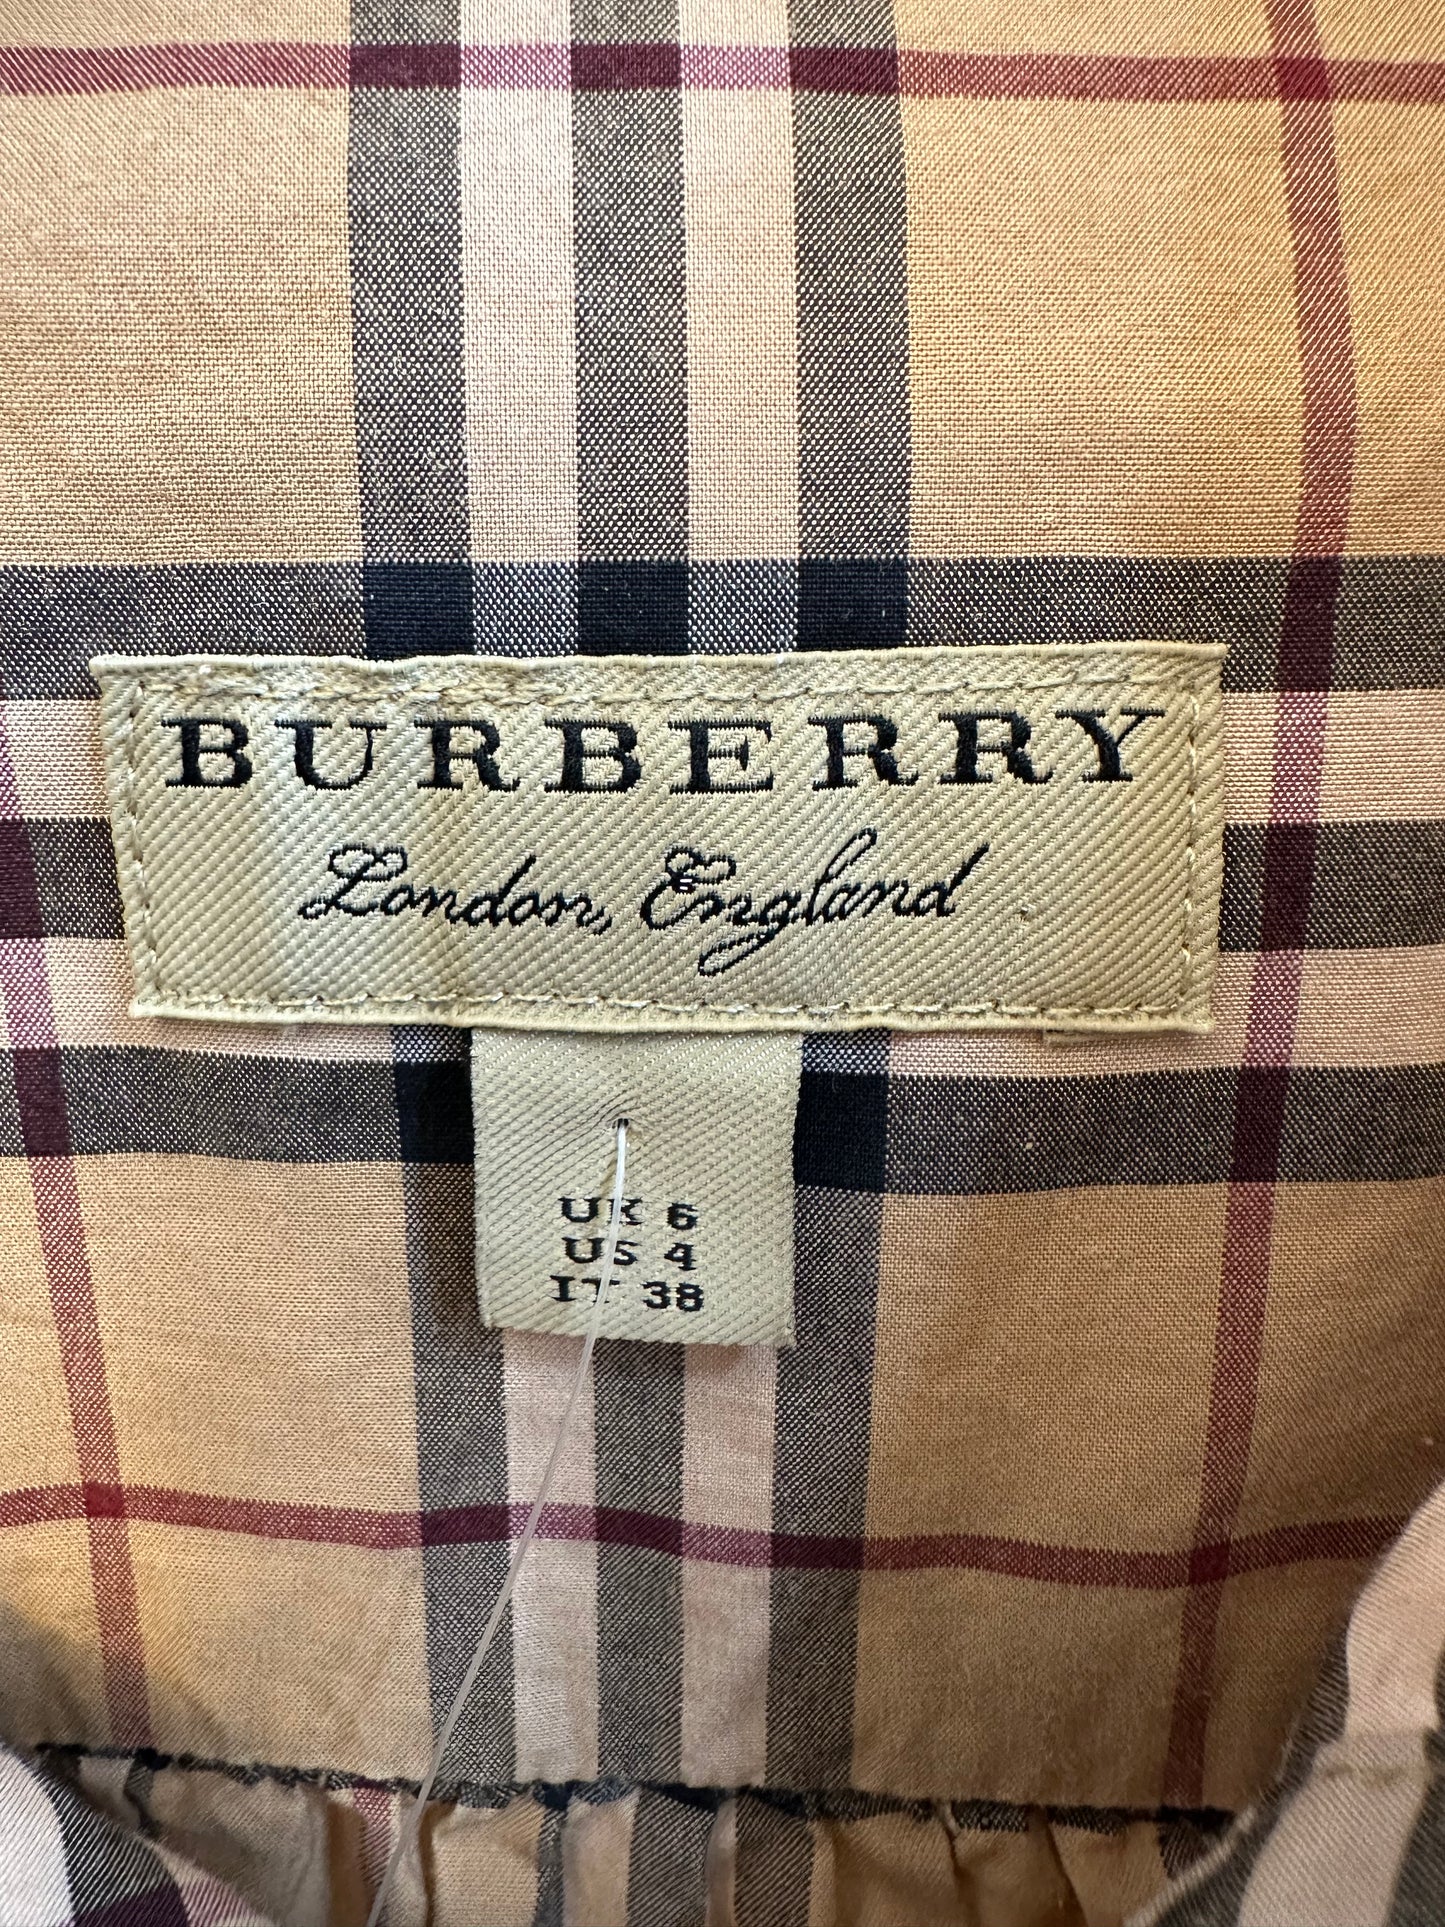 BURBERRY
London, England
UK 6
US 4
IT 38